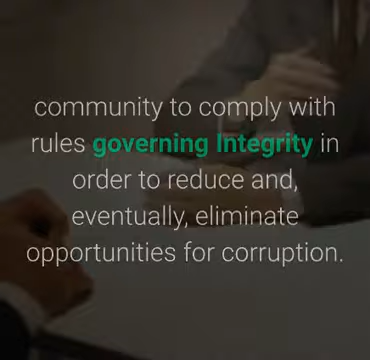 community to comply with
rules governing Integrity in
order to reduce and,
eventually, eliminate
opportunities for corruption.